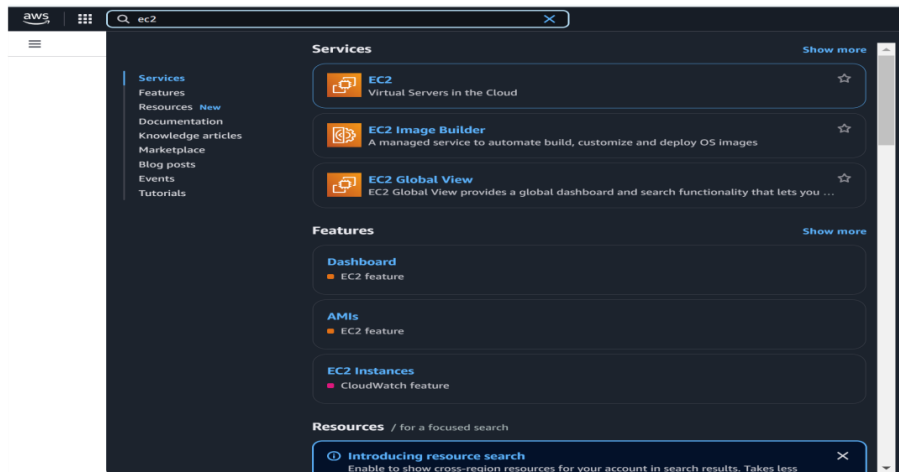 aws
ec2
Services
Features
Resources New
Documentation
Knowledge articles
Marketplace
Blog posts
Events
Tutorials
Services
Show more
EC2
Virtual Servers in the Cloud
EC2 Image Builder
A managed service to automate build, customize and deploy OS images
EC2 Global View
EC2 Global View provides a global dashboard and search functionality that lets you ...
Features
Show more
Dashboard
EC2 feature
AMIs
EC2 feature
EC2 Instances
CloudWatch feature
Resources / for a focused search
Introducing resource search
Enable to show cross-region resources for your account in search results. Takes less